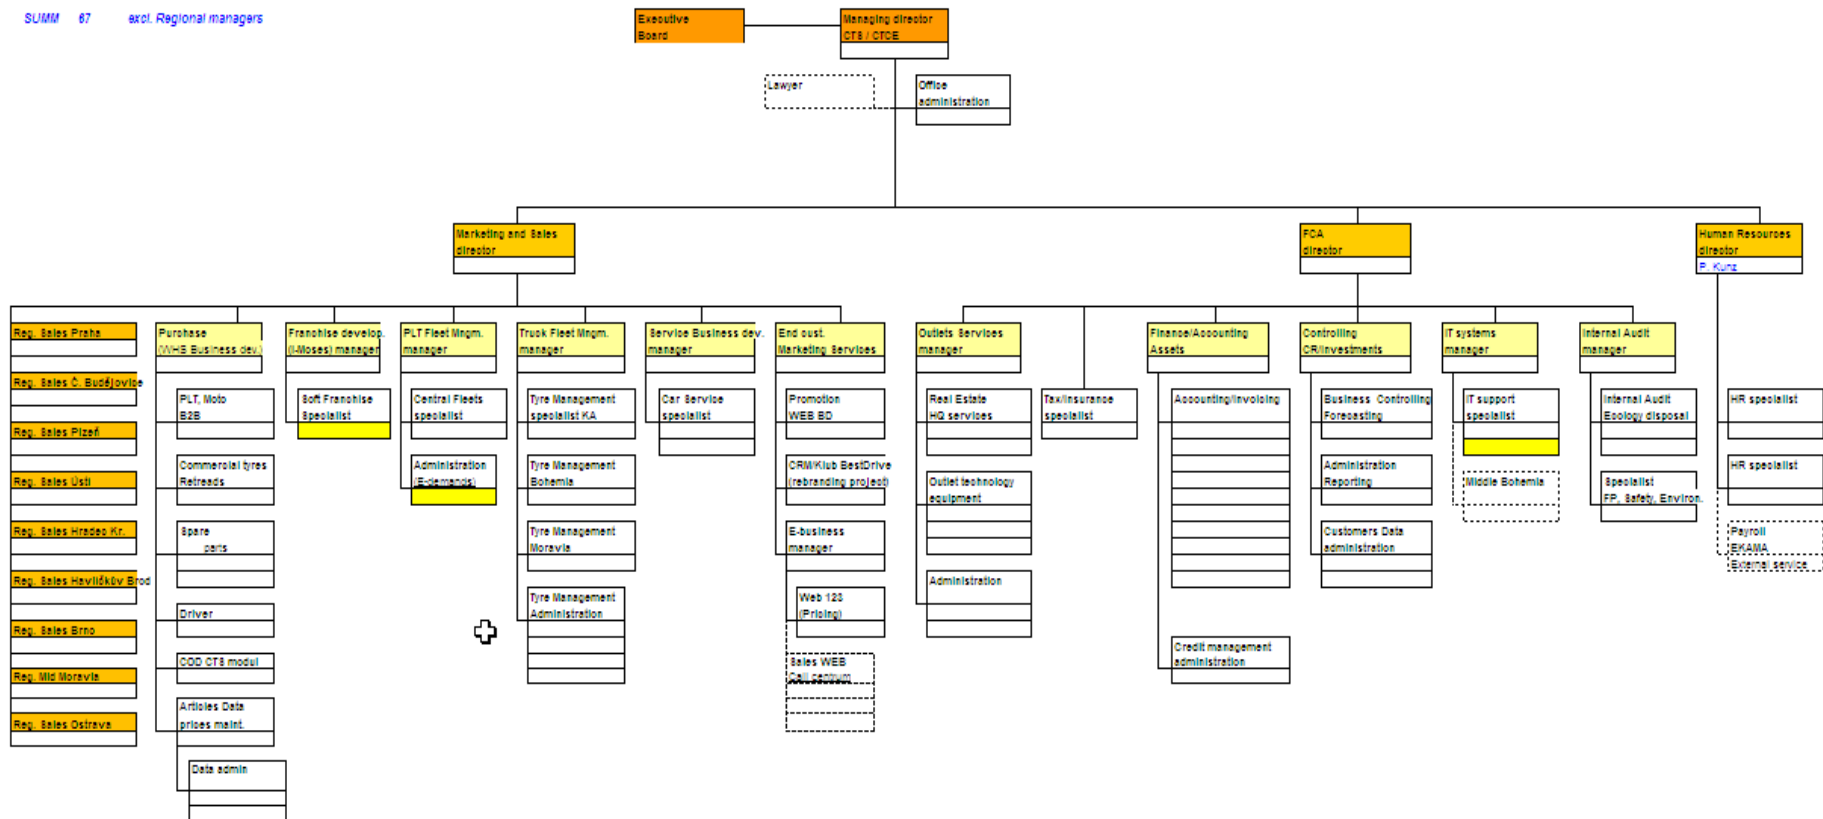 SUMM 67 excl. Regional managers
Executive
Board
Managing director
CTS / CTCE
Lawyer
Office
administration
Marketing and Sales
director
FCA
director
Human Resources
director
P. Kunz
Reg. Sales Praha
Reg. Sales Č. Budějovice
Reg. Sales Plzeň
Reg. Sales Ústí
Reg. Sales Hradec Kr.
Reg. Sales Havlíčkův Brod
Reg. Sales Brno
Reg. Mid Moravia
Reg. Sales Ostrava
Purchase
(WHS Business dev.)
PLT, Moto
B2B
Commercial tyres
Retreads
Spare
parts
Driver
COD CTS modul
Articles Data
prices maint.
Data admin
Franchise develop.
(I-Moses) manager
Soft Franchise
Specialist
PLT Fleet Mngm.
manager
Central Fleets
specialist
Administration
(E-demands)
Truck Fleet Mngm.
manager
Tyre Management
specialist KA
Tyre Management
Bohemia
Tyre Management
Moravia
Tyre Management
Administration
Service Business dev.
manager
Car Service
specialist
End cust.
Marketing Services
Promotion
WEB BD
CRM/Klub BestDrive
(rebranding project)
E-business
manager
Web 123
(Pricing)
Sales WEB
Call centrum
Outlets Services
manager
Real Estate
HQ services
Outlet technology
equipment
Administration
Tax/Insurance
specialist
Finance/Accounting
Assets
Accounting/Invoicing
Credit management
administration
Controlling
CR/Investments
Business Controlling
Forecasting
Administration
Reporting
Customers Data
administration
IT systems
manager
IT support
specialist
Middle Bohemia
Internal Audit
manager
Internal Audit
Ecology disposal
Specialist
FP, Safety, Environ.
HR specialist
HR specialist
Payroll
EKAMA
External service